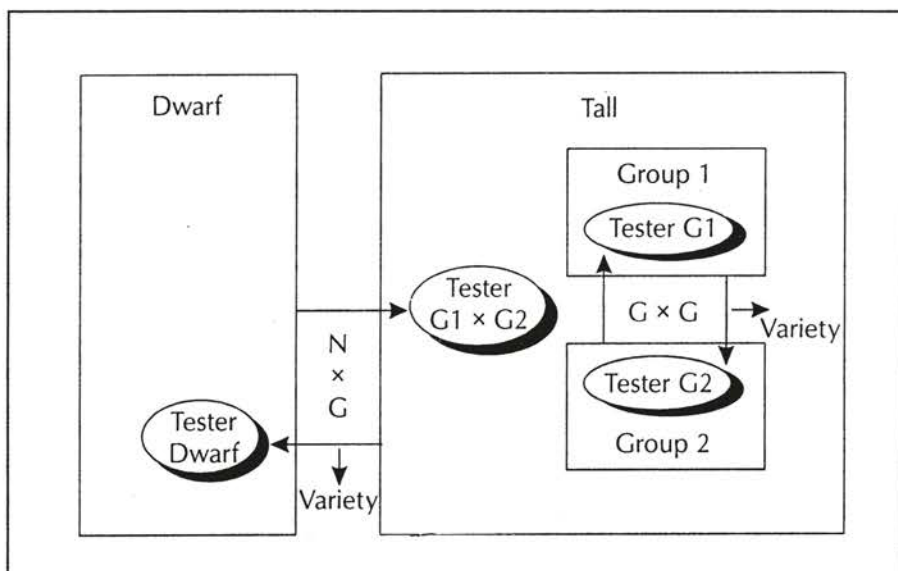 Dwarf
Tall
Group 1
Tester G1
Tester
G1 × G2
G × G
Variety
N
×
G
Tester G2
Group 2
Tester
Dwarf
Variety